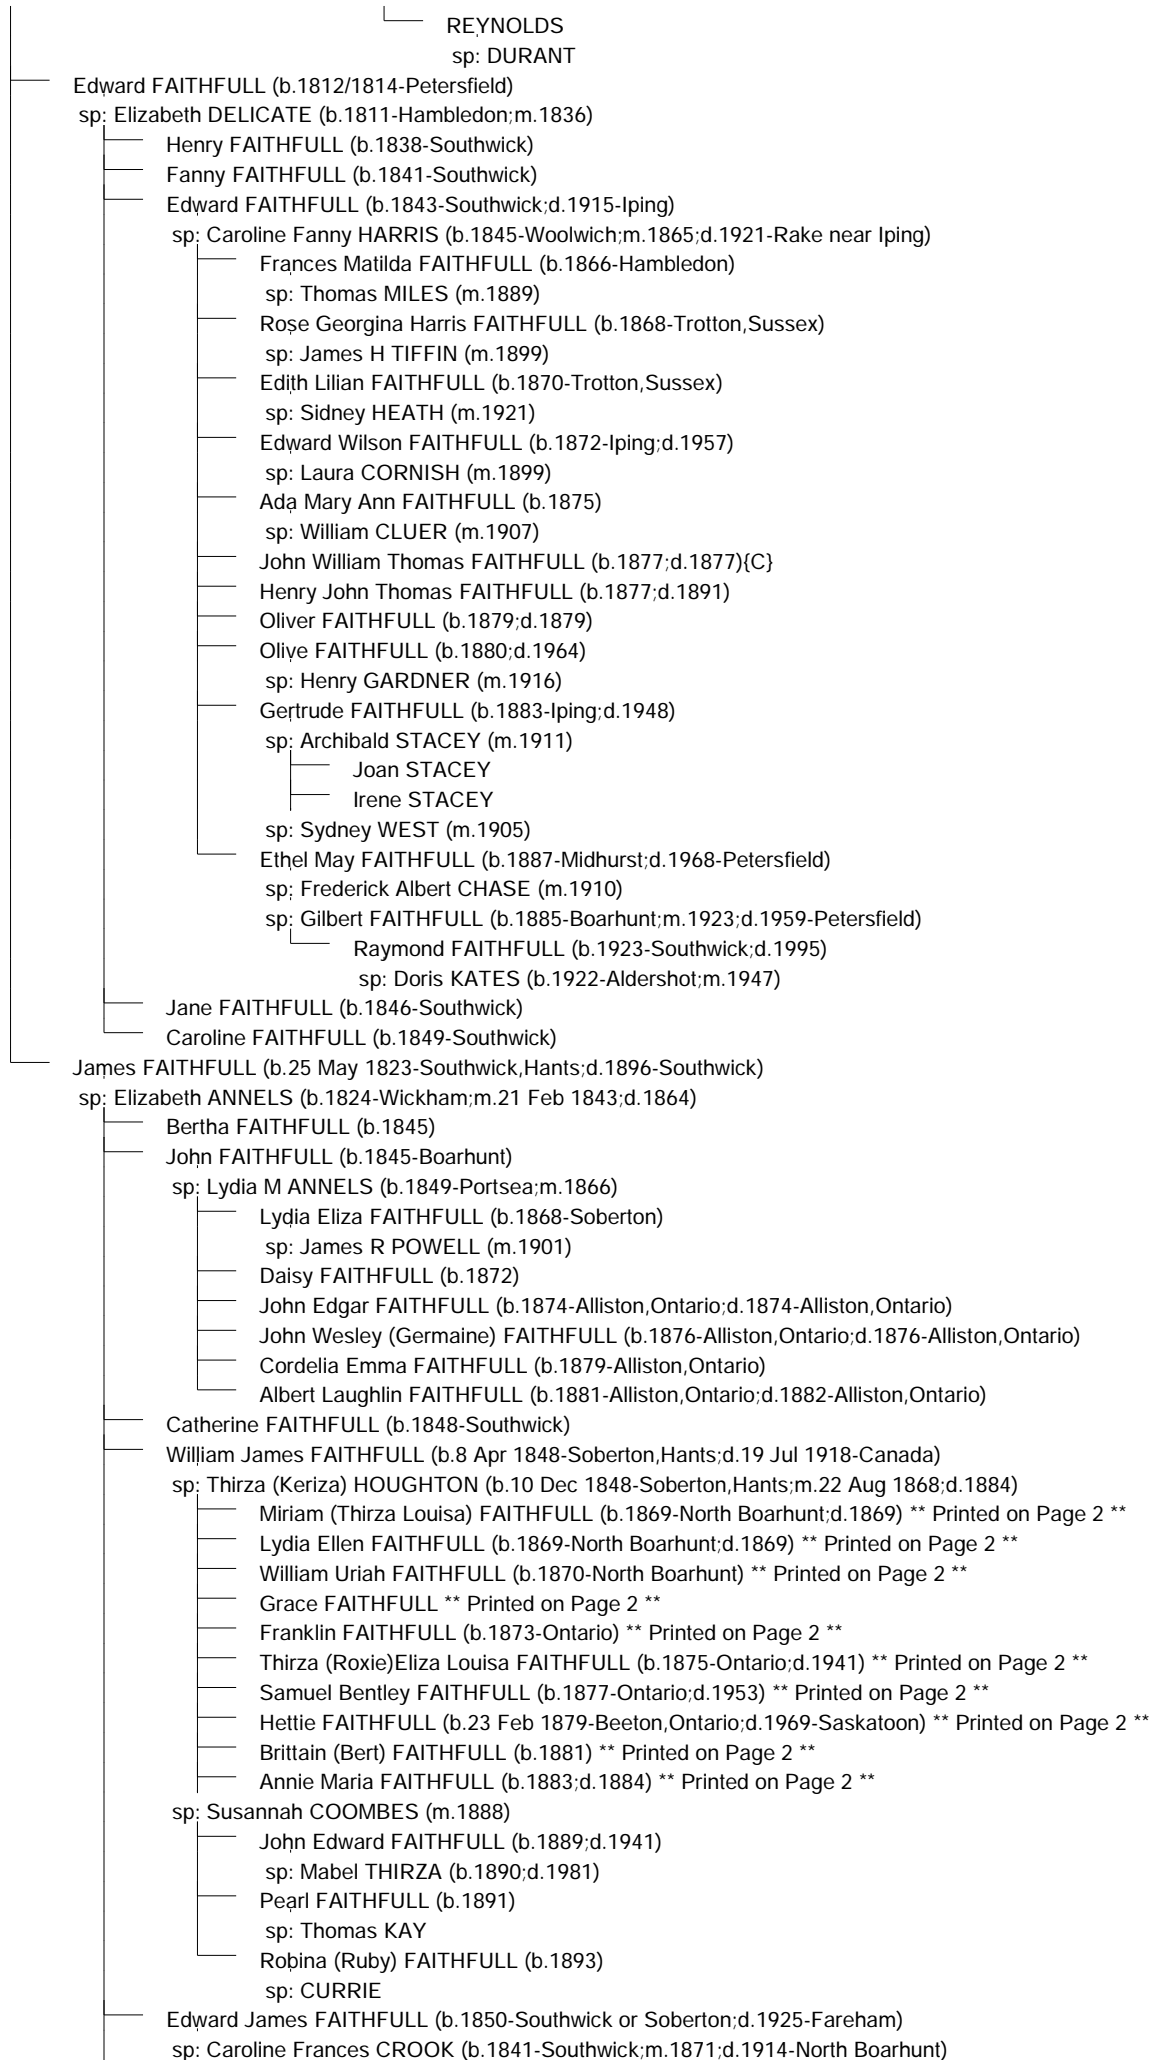 REYNOLDS
sp: DURANT
Edward FAITHFULL (b.1812/1814-Petersfield)
sp: Elizabeth DELICATE (b.1811-Hambledon;m.1836)
Henry FAITHFULL (b.1838-Southwick)
Fanny FAITHFULL (b.1841-Southwick)
Edward FAITHFULL (b.1843-Southwick;d.1915-Iping)
sp: Caroline Fanny HARRIS (b.1845-Woolwich;m.1865;d.1921-Rake near Iping)
Frances Matilda FAITHFULL (b.1866-Hambledon)
sp: Thomas MILES (m.1889)
Rose Georgina Harris FAITHFULL (b.1868-Trotton,Sussex)
sp: James H TIFFIN (m.1899)
Edith Lilian FAITHFULL (b.1870-Trotton,Sussex)
sp: Sidney HEATH (m.1921)
Edward Wilson FAITHFULL (b.1872-Iping;d.1957)
sp: Laura CORNISH (m.1899)
Ada Mary Ann FAITHFULL (b.1875)
sp: William CLUER (m.1907)
John William Thomas FAITHFULL (b.1877;d.1877){C}
Henry John Thomas FAITHFULL (b.1877;d.1891)
Oliver FAITHFULL (b.1879;d.1879)
Olive FAITHFULL (b.1880;d.1964)
sp: Henry GARDNER (m.1916)
Gertrude FAITHFULL (b.1883-Iping;d.1948)
sp: Archibald STACEY (m.1911)
Joan STACEY
Irene STACEY
sp: Sydney WEST (m.1905)
Ethel May FAITHFULL (b.1887-Midhurst;d.1968-Petersfield)
sp: Frederick Albert CHASE (m.1910)
sp: Gilbert FAITHFULL (b.1885-Boarhunt;m.1923;d.1959-Petersfield)
Raymond FAITHFULL (b.1923-Southwick;d.1995)
sp: Doris KATES (b.1922-Aldershot;m.1947)
Jane FAITHFULL (b.1846-Southwick)
Caroline FAITHFULL (b.1849-Southwick)
James FAITHFULL (b.25 May 1823-Southwick,Hants;d.1896-Southwick)
sp: Elizabeth ANNELS (b.1824-Wickham;m.21 Feb 1843;d.1864)
Bertha FAITHFULL (b.1845)
John FAITHFULL (b.1845-Boarhunt)
sp: Lydia M ANNELS (b.1849-Portsea;m.1866)
Lydia Eliza FAITHFULL (b.1868-Soberton)
sp: James R POWELL (m.1901)
Daisy FAITHFULL (b.1872)
John Edgar FAITHFULL (b.1874-Alliston,Ontario;d.1874-Alliston,Ontario)
John Wesley (Germaine) FAITHFULL (b.1876-Alliston,Ontario;d.1876-Alliston,Ontario)
Cordelia Emma FAITHFULL (b.1879-Alliston,Ontario)
Albert Laughlin FAITHFULL (b.1881-Alliston,Ontario;d.1882-Alliston,Ontario)
Catherine FAITHFULL (b.1848-Southwick)
William James FAITHFULL (b.8 Apr 1848-Soberton,Hants;d.19 Jul 1918-Canada)
sp: Thirza (Keriza) HOUGHTON (b.10 Dec 1848-Soberton,Hants;m.22 Aug 1868;d.1884)
Miriam (Thirza Louisa) FAITHFULL (b.1869-North Boarhunt;d.1869) ** Printed on Page 2 **
Lydia Ellen FAITHFULL (b.1869-North Boarhunt;d.1869) ** Printed on Page 2 **
William Uriah FAITHFULL (b.1870-North Boarhunt) ** Printed on Page 2 **
Grace FAITHFULL ** Printed on Page 2 **
Franklin FAITHFULL (b.1873-Ontario) ** Printed on Page 2 **
Thirza (Roxie)Eliza Louisa FAITHFULL (b.1875-Ontario;d.1941) ** Printed on Page 2 **
Samuel Bentley FAITHFULL (b.1877-Ontario;d.1953) ** Printed on Page 2 **
Hettie FAITHFULL (b.23 Feb 1879-Beeton,Ontario;d.1969-Saskatoon) ** Printed on Page 2 **
Brittain (Bert) FAITHFULL (b.1881) ** Printed on Page 2 **
Annie Maria FAITHFULL (b.1883;d.1884) ** Printed on Page 2 **
sp: Susannah COOMBES (m.1888)
John Edward FAITHFULL (b.1889;d.1941)
sp: Mabel THIRZA (b.1890;d.1981)
Pearl FAITHFULL (b.1891)
sp: Thomas KAY
Robina (Ruby) FAITHFULL (b.1893)
sp: CURRIE
Edward James FAITHFULL (b.1850-Southwick or Soberton;d.1925-Fareham)
sp: Caroline Frances CROOK (b.1841-Southwick;m.1871;d.1914-North Boarhunt)